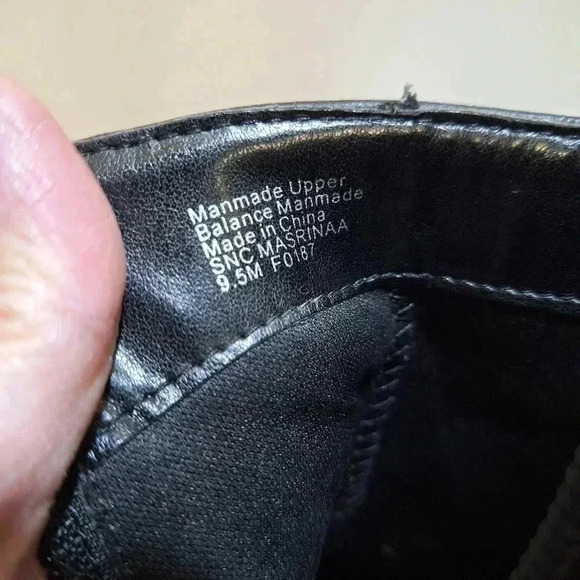 Manmade Upper
Balance Manmade
Made in China
SNC MASRINAA
9.5M F0187